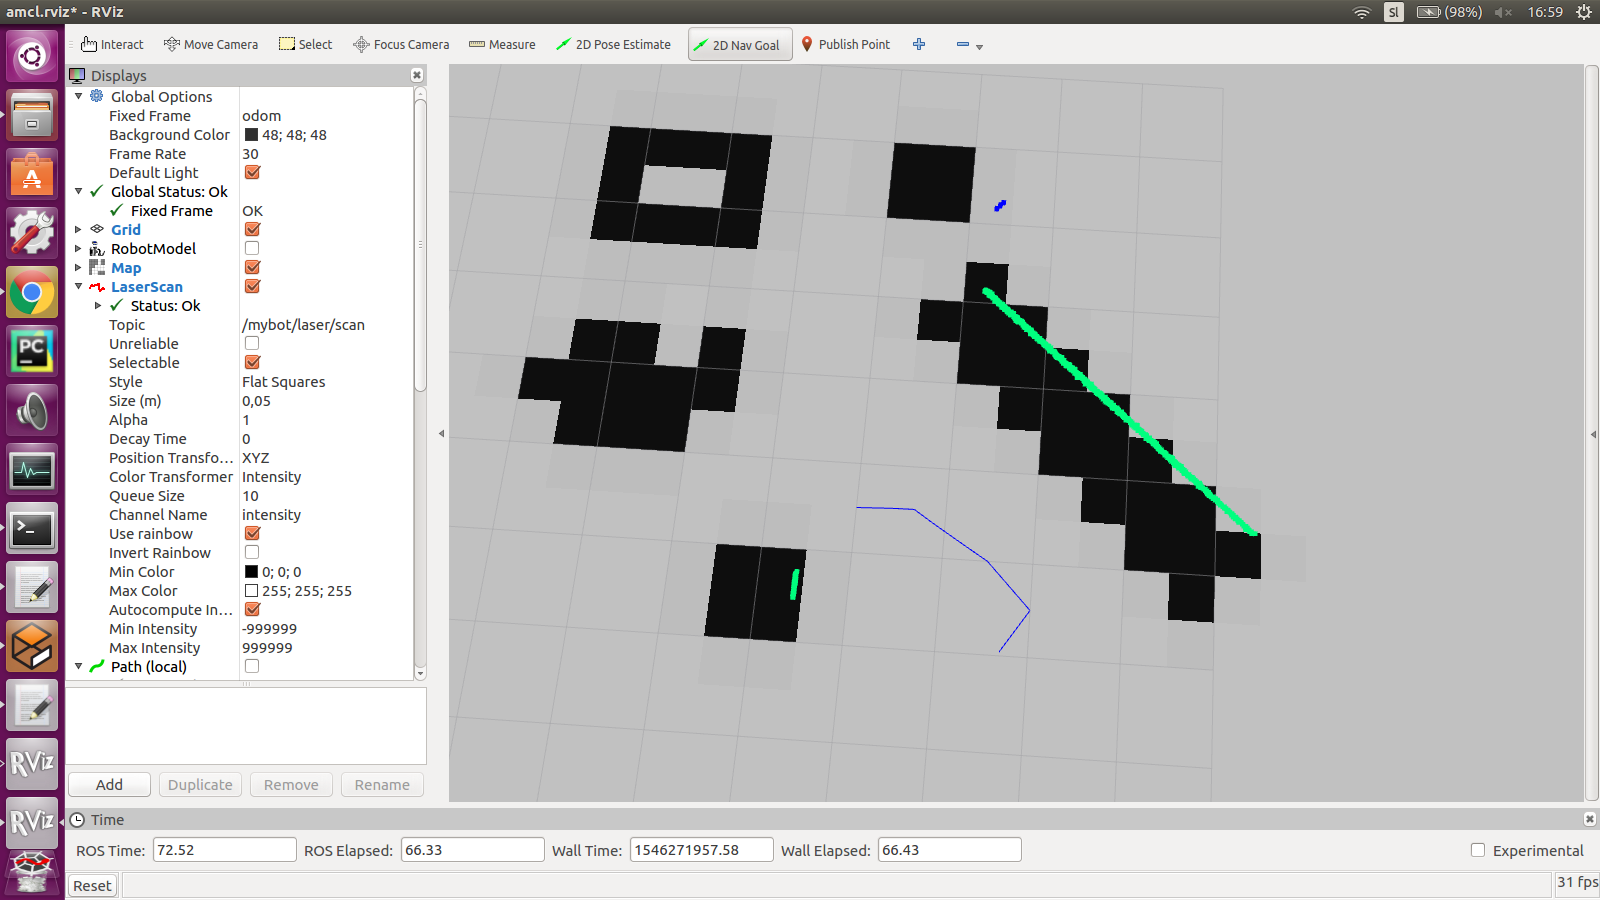 amcl.rviz* - RViz
Sl (98%) 16:59
Interact Move Camera Select Focus Camera Measure 2D Pose Estimate 2D Nav Goal Publish Point
Displays
Global Options
Fixed Frame odom
Background Color 48; 48; 48
Frame Rate 30
Default Light
Global Status: Ok
Fixed Frame OK
Grid
RobotModel
Map
LaserScan
Status: Ok
Topic /mybot/laser/scan
Unreliable
Selectable
Style Flat Squares
Size (m) 0,05
Alpha 1
Decay Time 0
Position Transfo... XYZ
Color Transformer Intensity
Queue Size 10
Channel Name intensity
Use rainbow
Invert Rainbow
Min Color 0; 0; 0
Max Color 255; 255; 255
Autocompute In...
Min Intensity -999999
Max Intensity 999999
Path (local)
PC
RViz
RViz
Add Duplicate Remove Rename
Time
ROS Time: 72.52 ROS Elapsed: 66.33 Wall Time: 1546271957.58 Wall Elapsed: 66.43 Experimental
Reset 31 fps